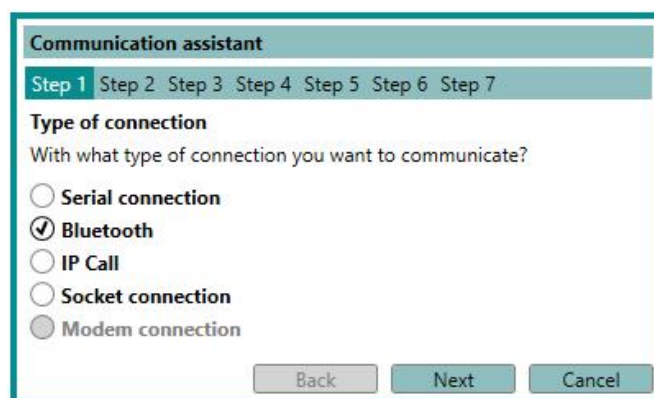 Communication assistant
Step 1 Step 2 Step 3 Step 4 Step 5 Step 6 Step 7
Type of connection
With what type of connection you want to communicate?
Serial connection
Bluetooth
IP Call
Socket connection
Modem connection
Back Next Cancel